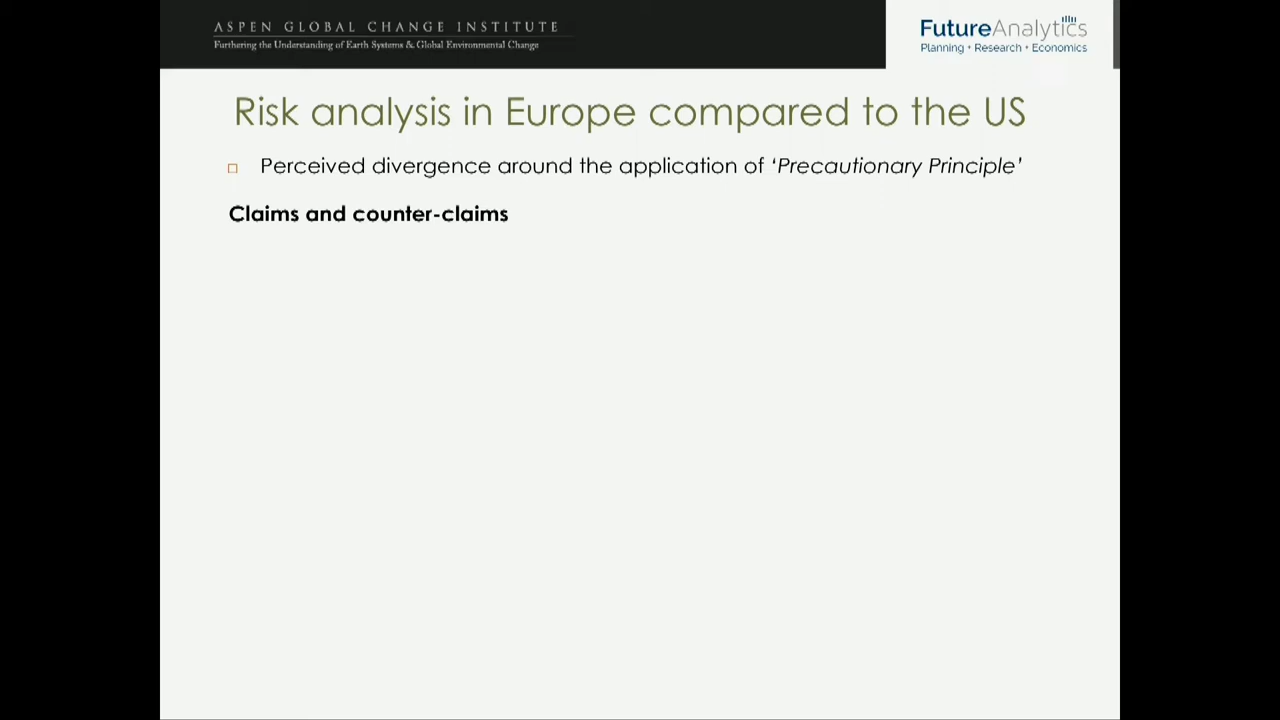 ASPEN GLOBAL CHANGE INSTITUTE
Furthering the Understanding of Earth Systems & Global Environmental Change
FutureAnalytics
Planning • Research • Economics
Risk analysis in Europe compared to the US
Perceived divergence around the application of ‘Precautionary Principle’
Claims and counter-claims